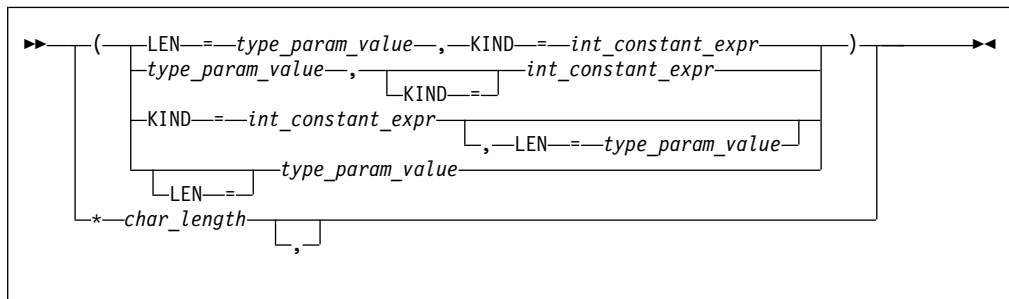 ( LEN = type_param_value , KIND = int_constant_expr )
type_param_value , int_constant_expr
KIND =
KIND = int_constant_expr
, LEN = type_param_value
type_param_value
LEN =
* char_length
,